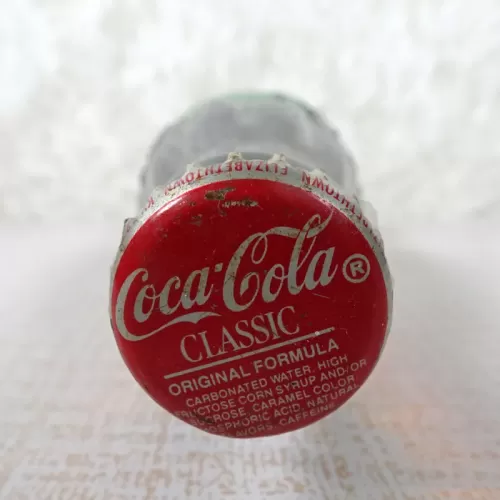 ELIZABETHTOWN
Coca-Cola ®
CLASSIC
ORIGINAL FORMULA
CARBONATED WATER, HIGH
FRUCTOSE CORN SYRUP AND/OR
SUCROSE, CARAMEL COLOR
PHOSPHORIC ACID, NATURAL
FLAVORS, CAFFEINE